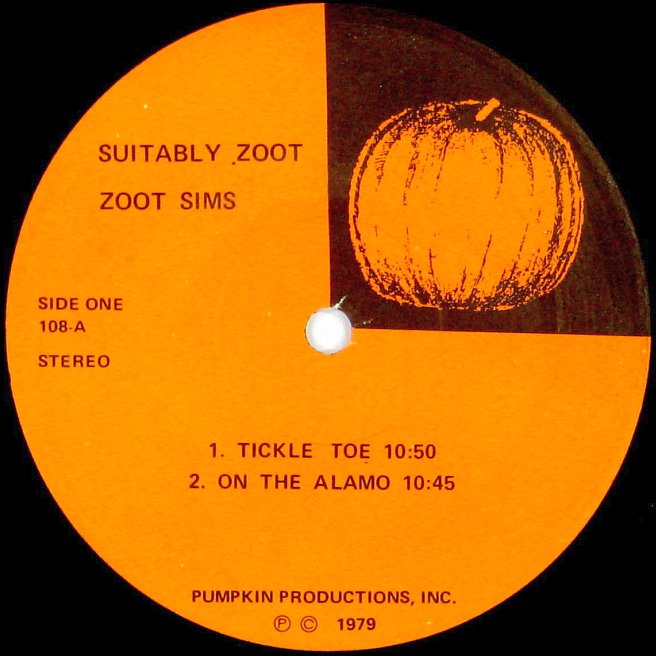 SUITABLY ZOOT
ZOOT SIMS
SIDE ONE
108-A
STEREO
1. TICKLE TOE 10:50
2. ON THE ALAMO 10:45
PUMPKIN PRODUCTIONS, INC.
Ⓟ © 1979